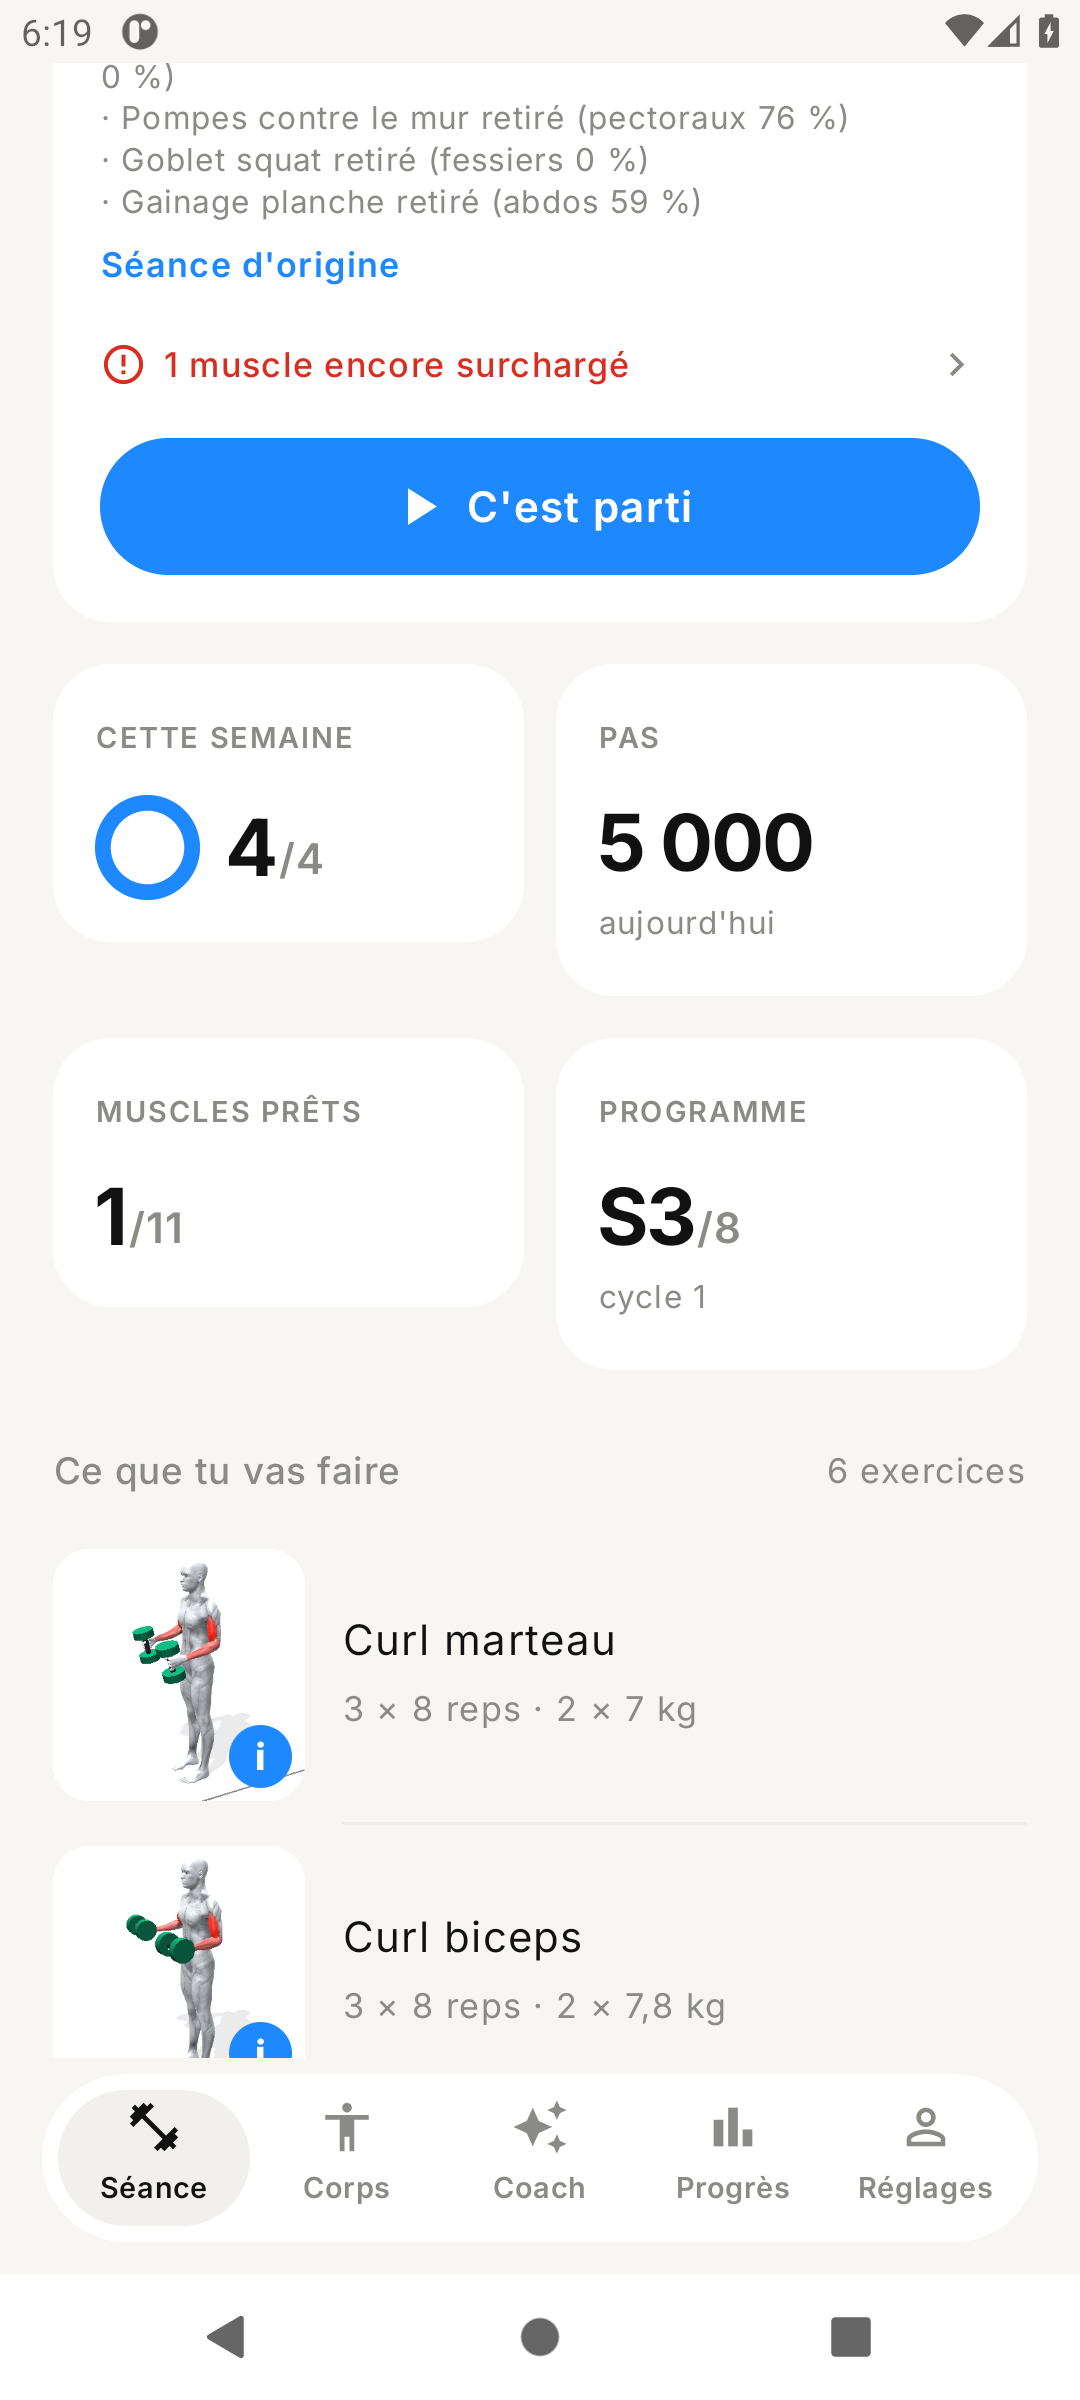 6:19
0 %)
· Pompes contre le mur retiré (pectoraux 76 %)
· Goblet squat retiré (fessiers 0 %)
· Gainage planche retiré (abdos 59 %)
Séance d'origine
1 muscle encore surchargé
C'est parti
CETTE SEMAINE
4/4
PAS
5 000
aujourd'hui
MUSCLES PRÊTS
1/11
PROGRAMME
S3/8
cycle 1
Ce que tu vas faire
6 exercices
Curl marteau
3 × 8 reps · 2 × 7 kg
i
Curl biceps
3 × 8 reps · 2 × 7,8 kg
i
Séance
Corps
Coach
Progrès
Réglages